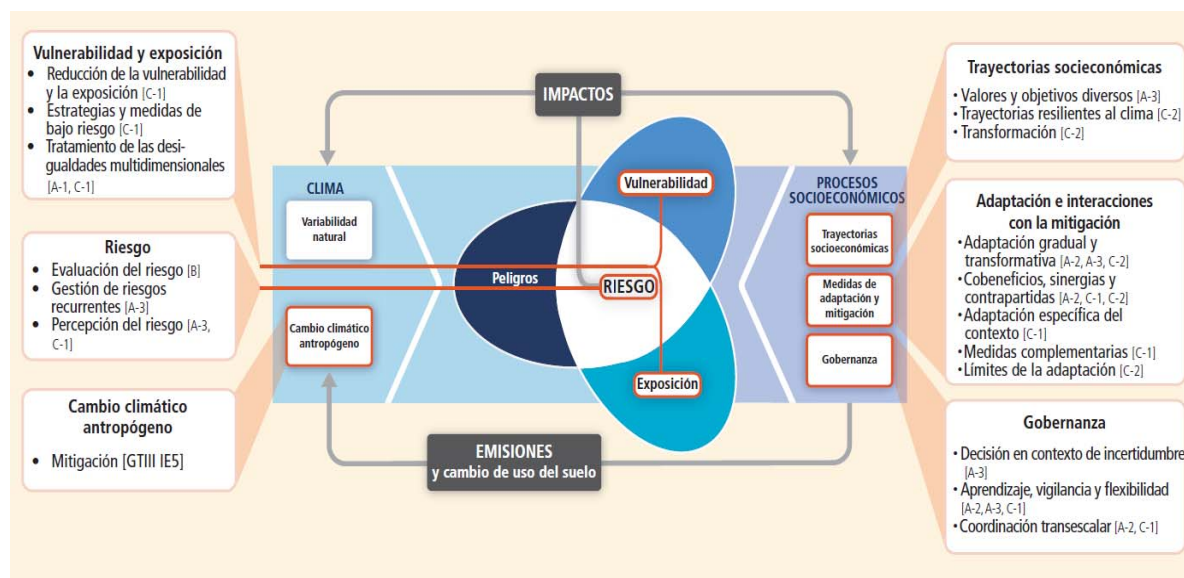 Vulnerabilidad y exposición
• Reducción de la vulnerabilidad
y la exposición [C-1]
• Estrategias y medidas de
bajo riesgo [C-1]
• Tratamiento de las desi-
gualdades multidimensionales
[A-1, C-1]
Riesgo
• Evaluación del riesgo [B]
• Gestión de riesgos
recurrentes [A-3]
• Percepción del riesgo [A-3,
C-1]
Cambio climático
antropógeno
• Mitigación [GTIII IE5]
IMPACTOS
CLIMA
Variabilidad
natural
Cambio climático
antropógeno
Peligros
Vulnerabilidad
RIESGO
Exposición
EMISIONES
y cambio de uso del suelo
PROCESOS
SOCIOECONÓMICOS
Trayectorias
socioeconómicas
Medidas de
adaptación y
mitigación
Gobernanza
Trayectorias socioeconómicas
• Valores y objetivos diversos [A-3]
• Trayectorias resilientes al clima [C-2]
• Transformación [C-2]
Adaptación e interacciones
con la mitigación
• Adaptación gradual y
transformativa
[A-2, A-3, C-2]
• Cobeneficios, sinergias y
contrapartidas [A-2, C-1, C-2]
• Adaptación específica del
contexto [C-1]
• Medidas complementarias [C-1]
• Límites de la adaptación [C-2]
Gobernanza
• Decisión en contexto de incertidumbre
[A-3]
• Aprendizaje, vigilancia y flexibilidad
[A-2, A-3, C-1]
• Coordinación transescalar [A-2, C-1]